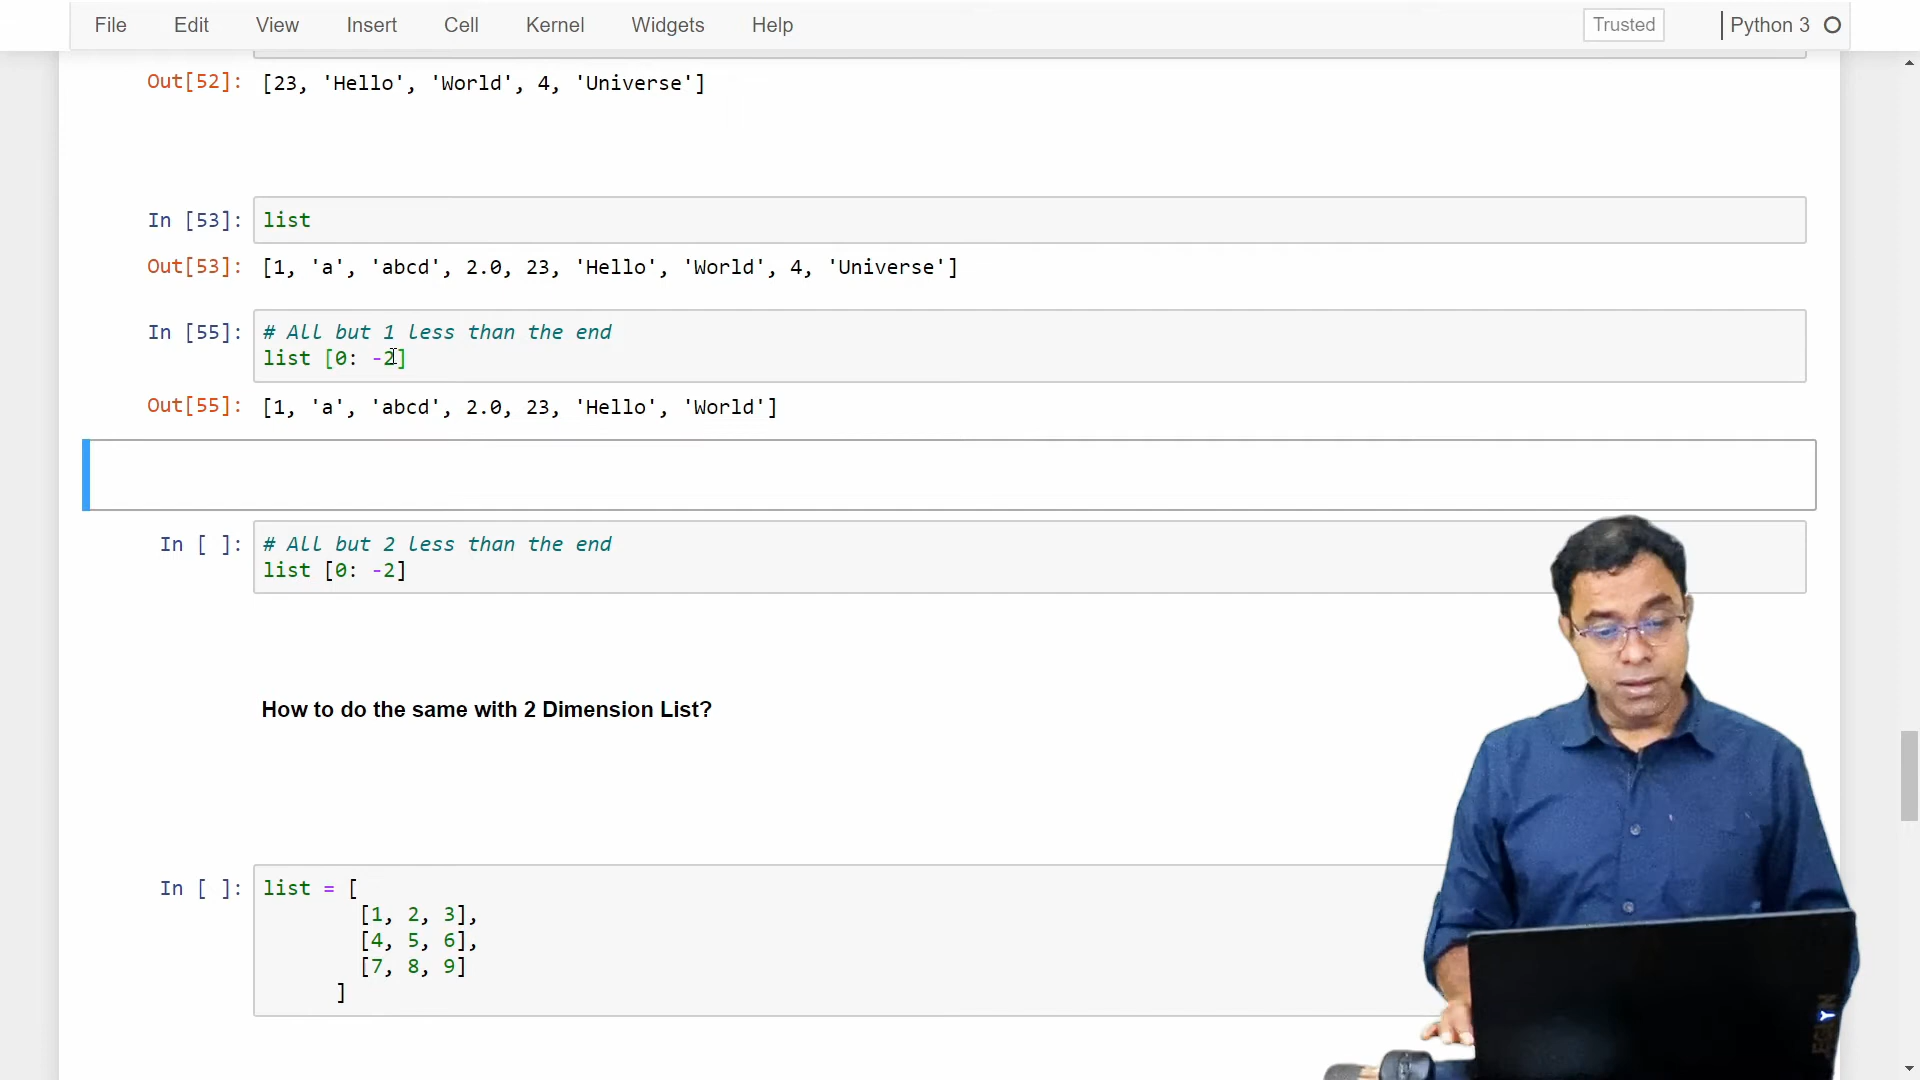 File Edit View Insert Cell Kernel Widgets Help Trusted Python 3
Out[52]: [23, 'Hello', 'World', 4, 'Universe']
In [53]: list
Out[53]: [1, 'a', 'abcd', 2.0, 23, 'Hello', 'World', 4, 'Universe']
In [55]: # All but 1 less than the end
list [0: -2]
Out[55]: [1, 'a', 'abcd', 2.0, 23, 'Hello', 'World']
In [ ]: # All but 2 less than the end
list [0: -2]
How to do the same with 2 Dimension List?
In [ ]: list = [
[1, 2, 3],
[4, 5, 6],
[7, 8, 9]
]